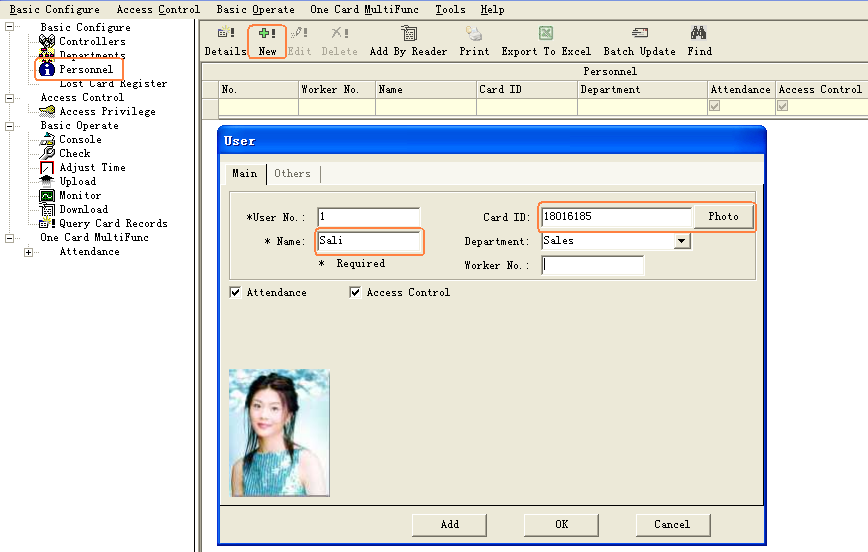 Basic Configure Access Control Basic Operate One Card MultiFunc Tools Help
Basic Configure
Controllers
Departments
Personnel
Lost Card Register
Access Control
Access Privilege
Basic Operate
Console
Check
Adjust Time
Upload
Monitor
Download
Query Card Records
One Card MultiFunc
Attendance
Details New Edit Delete Add By Reader Print Export To Excel Batch Update Find
Personnel
No. Worker No. Name Card ID Department Attendance Access Control
User
Main Others
*User No.: 1 Card ID: 18016185 Photo
* Name: Sali Department: Sales
* Required Worker No.:
Attendance Access Control
Add OK Cancel